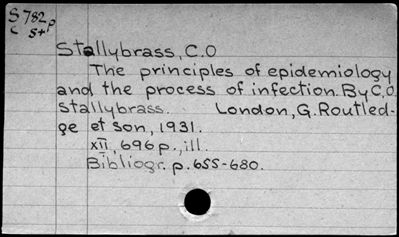 S 782p
c st
Stallybrass, C.O
The principles of epidemiology
and the process of infection. By C.O.
Stallybrass. London, G. Routled-
ge et son, 1931.
XII, 696 p., ill.
Bibliogr. p. 655-680.